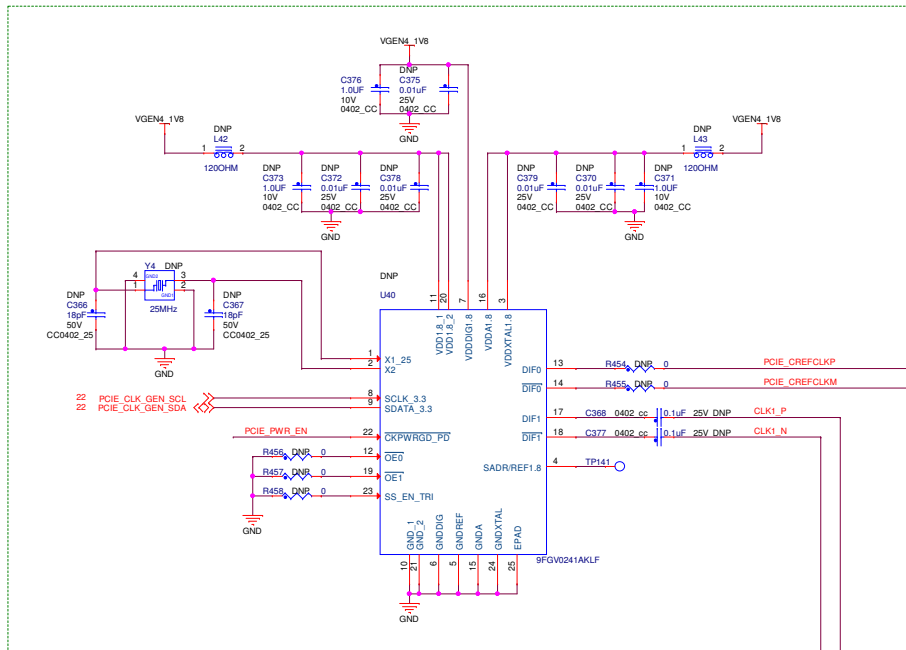 VGEN4_1V8
C376
1.0UF
10V
0402_CC
DNP
C375
0.01uF
25V
0402_CC
GND
VGEN4_1V8
DNP
L42
1
2
120OHM
DNP
C373
1.0UF
10V
0402_CC
DNP
C372
0.01uF
25V
0402_CC
DNP
C378
0.01uF
25V
0402_CC
GND
VGEN4_1V8
DNP
L43
1
2
120OHM
DNP
C379
0.01uF
25V
0402_CC
DNP
C370
0.01uF
25V
0402_CC
DNP
C371
1.0UF
10V
0402_CC
GND
Y4
DNP
4
GND2
3
1
GND1
2
25MHz
DNP
C366
18pF
50V
CC0402_25
DNP
C367
18pF
50V
CC0402_25
GND
DNP
U40
11
20
7
16
3
VDD1.8_1
VDD1.8_2
VDDDIG1.8
VDDA1.8
VDDXTAL1.8
1
X1_25
2
X2
22
PCIE_CLK_GEN_SCL
8
SCLK_3.3
22
PCIE_CLK_GEN_SDA
9
SDATA_3.3
PCIE_PWR_EN
22
CKPWRGD_PD
R456
DNP
0
12
OE0
R457
DNP
0
19
OE1
R458
DNP
0
23
SS_EN_TRI
GND
DIF0
13
R454
DNP
0
PCIE_CREFCLKP
DIF0
14
R455
DNP
0
PCIE_CREFCLKM
DIF1
17
C368
0402_cc
0.1uF
25V
DNP
CLK1_P
DIF1
18
C377
0402_cc
0.1uF
25V
DNP
CLK1_N
SADR/REF1.8
4
TP141
GND_1
GND_2
GNDDIG
GNDREF
GNDA
GNDXTAL
EPAD
10
21
6
5
15
24
25
9FGV0241AKLF
GND